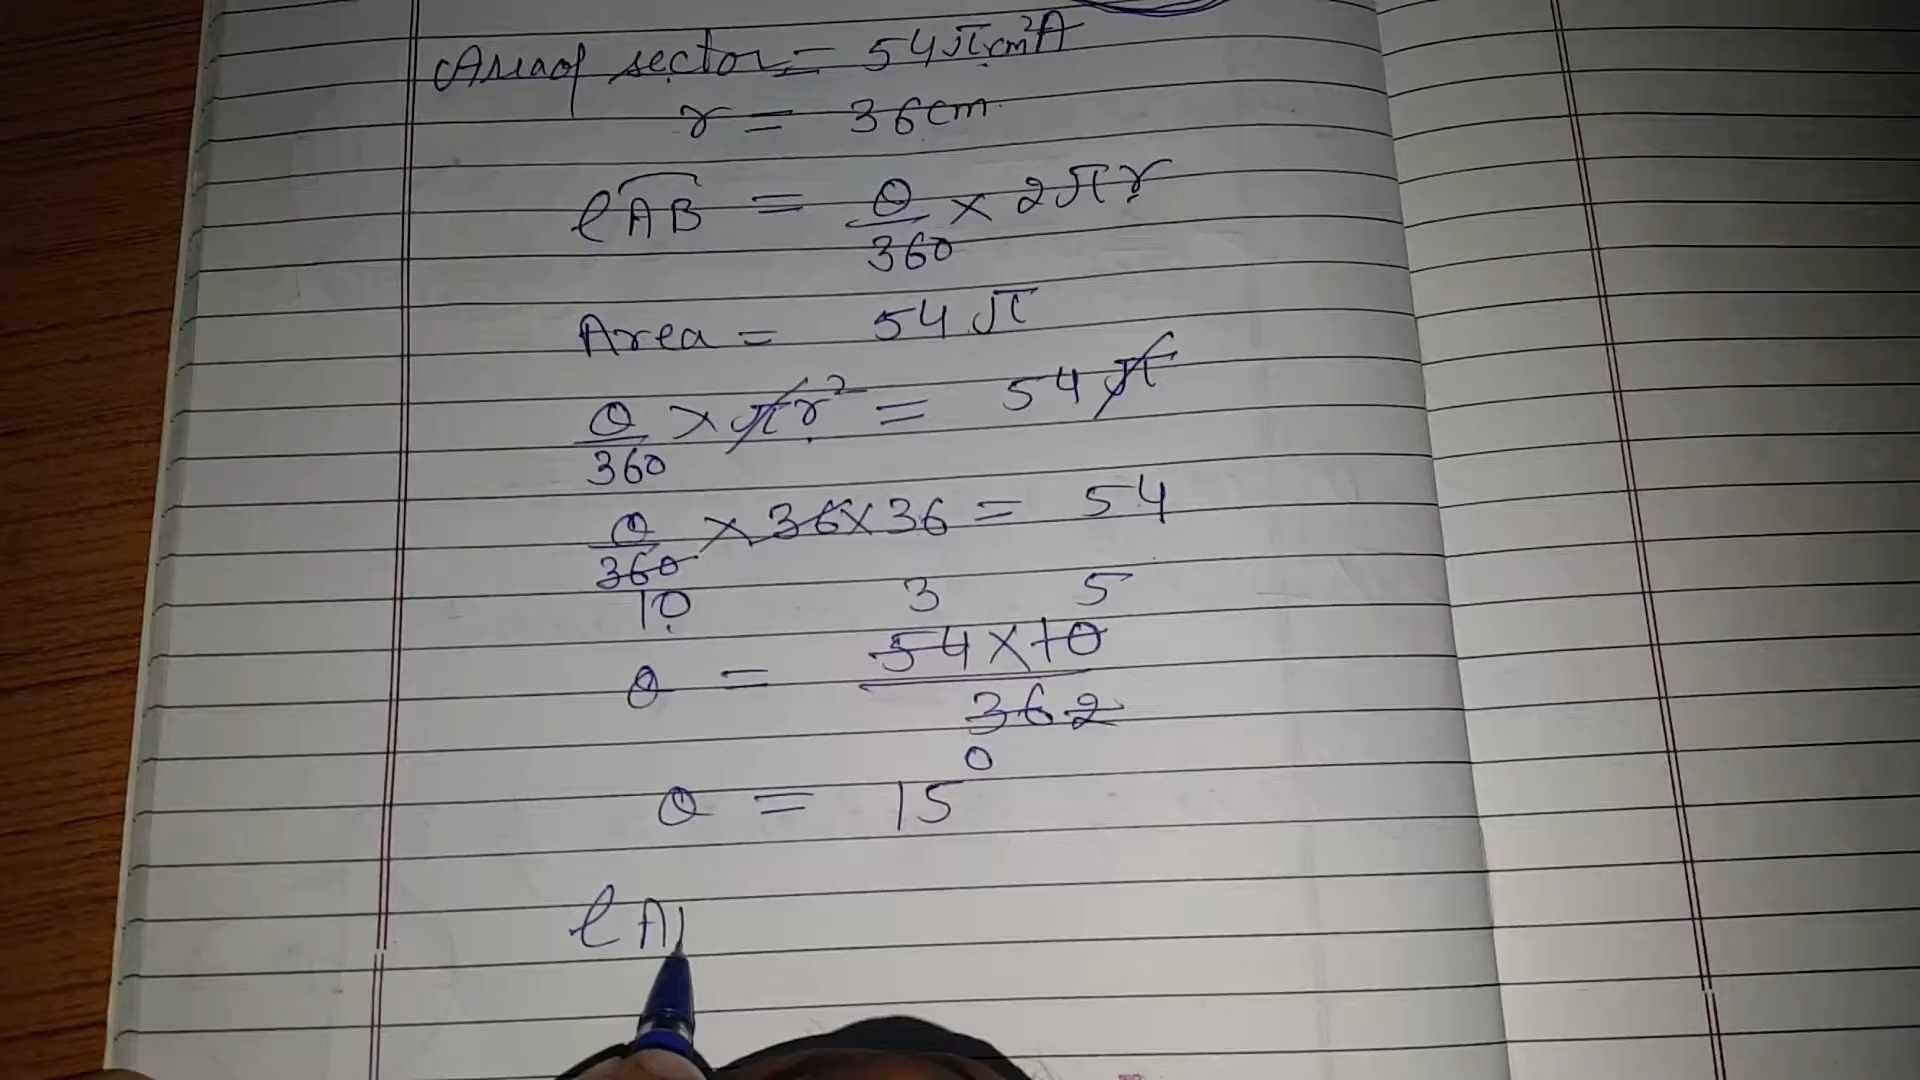 Area of sector = 54π cm² A
r = 36cm
l AB = θ/360 × 2πr
Area = 54π
θ/360 × πr² = 54π
θ/360 × 36×36 = 54
10 3 5
θ = 54×10/36 2
θ = 15°
l A